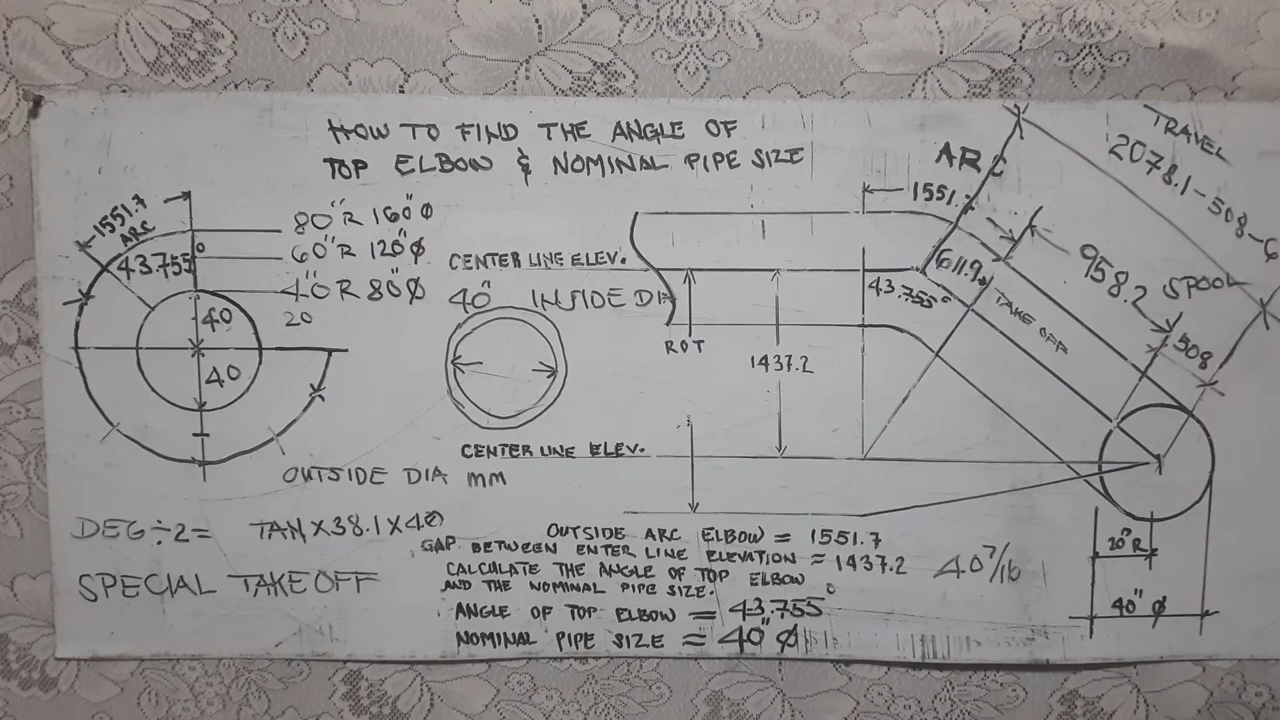 HOW TO FIND THE ANGLE OF
TOP ELBOW & NOMINAL PIPE SIZE
1551.7
ARC
43.755°
80"R 160"Ø
60"R 120"Ø
40"R 80"Ø
20
40
40
OUTSIDE DIA mm
CENTER LINE ELEV.
40" INSIDE DIA
CENTER LINE ELEV.
ROT
1437.2
ARC
1551.7
43.755°
611.9
TAKE OFF
TRAVEL
2078.1-508-6
958.2
SPOOL
508
20"R
40" Ø
DEG÷2= TAN×38.1×40
SPECIAL TAKE OFF
OUTSIDE ARC ELBOW = 1551.7
GAP BETWEEN ENTER LINE ELEVATION = 1437.2
CALCULATE THE ANGLE OF TOP ELBOW
AND THE NOMINAL PIPE SIZE.
ANGLE OF TOP ELBOW = 43.755°
NOMINAL PIPE SIZE = 40" Ø
40 7/16